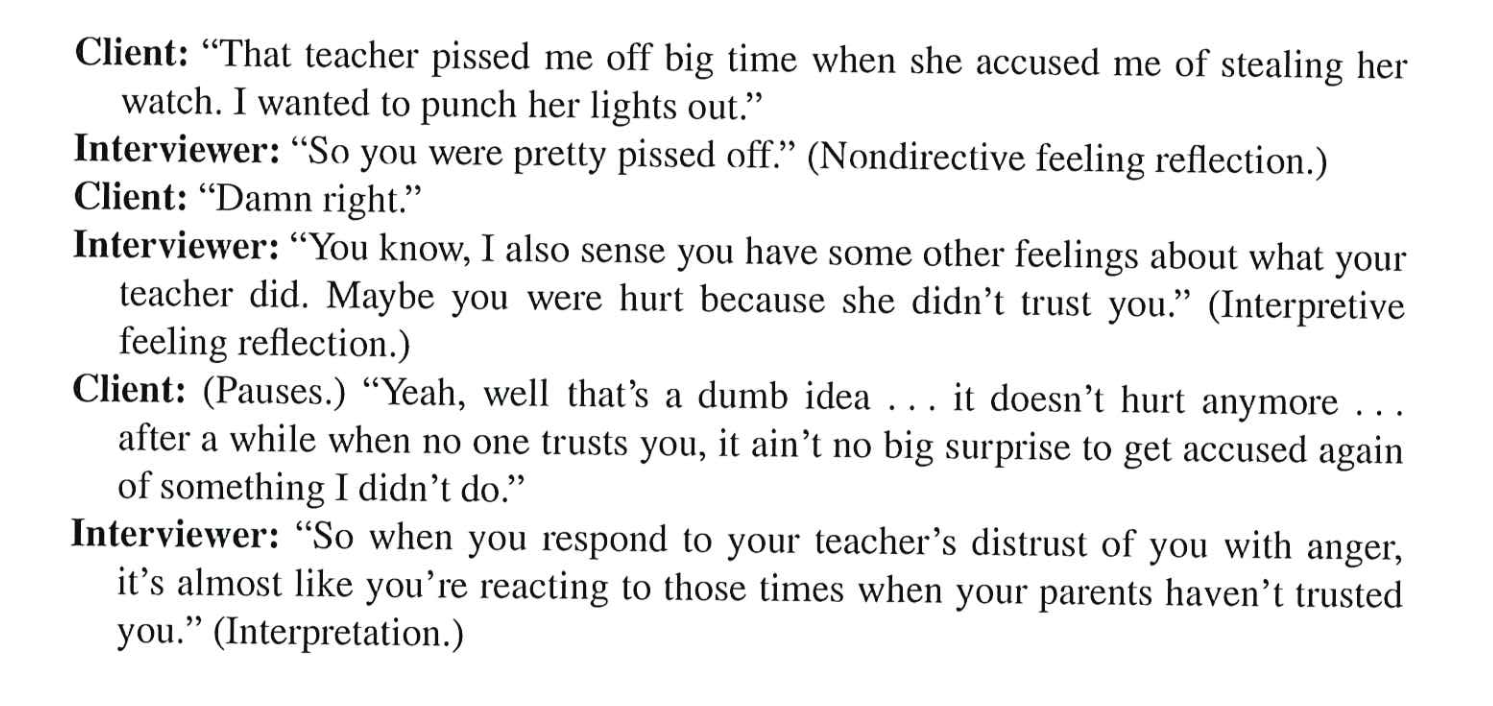 Client: “That teacher pissed me off big time when she accused me of stealing her
watch. I wanted to punch her lights out.”
Interviewer: “So you were pretty pissed off.” (Nondirective feeling reflection.)
Client: “Damn right.”
Interviewer: “You know, I also sense you have some other feelings about what your
teacher did. Maybe you were hurt because she didn’t trust you.” (Interpretive
feeling reflection.)
Client: (Pauses.) “Yeah, well that’s a dumb idea . . . it doesn’t hurt anymore . . .
after a while when no one trusts you, it ain’t no big surprise to get accused again
of something I didn’t do.”
Interviewer: “So when you respond to your teacher’s distrust of you with anger,
it’s almost like you’re reacting to those times when your parents haven’t trusted
you.” (Interpretation.)